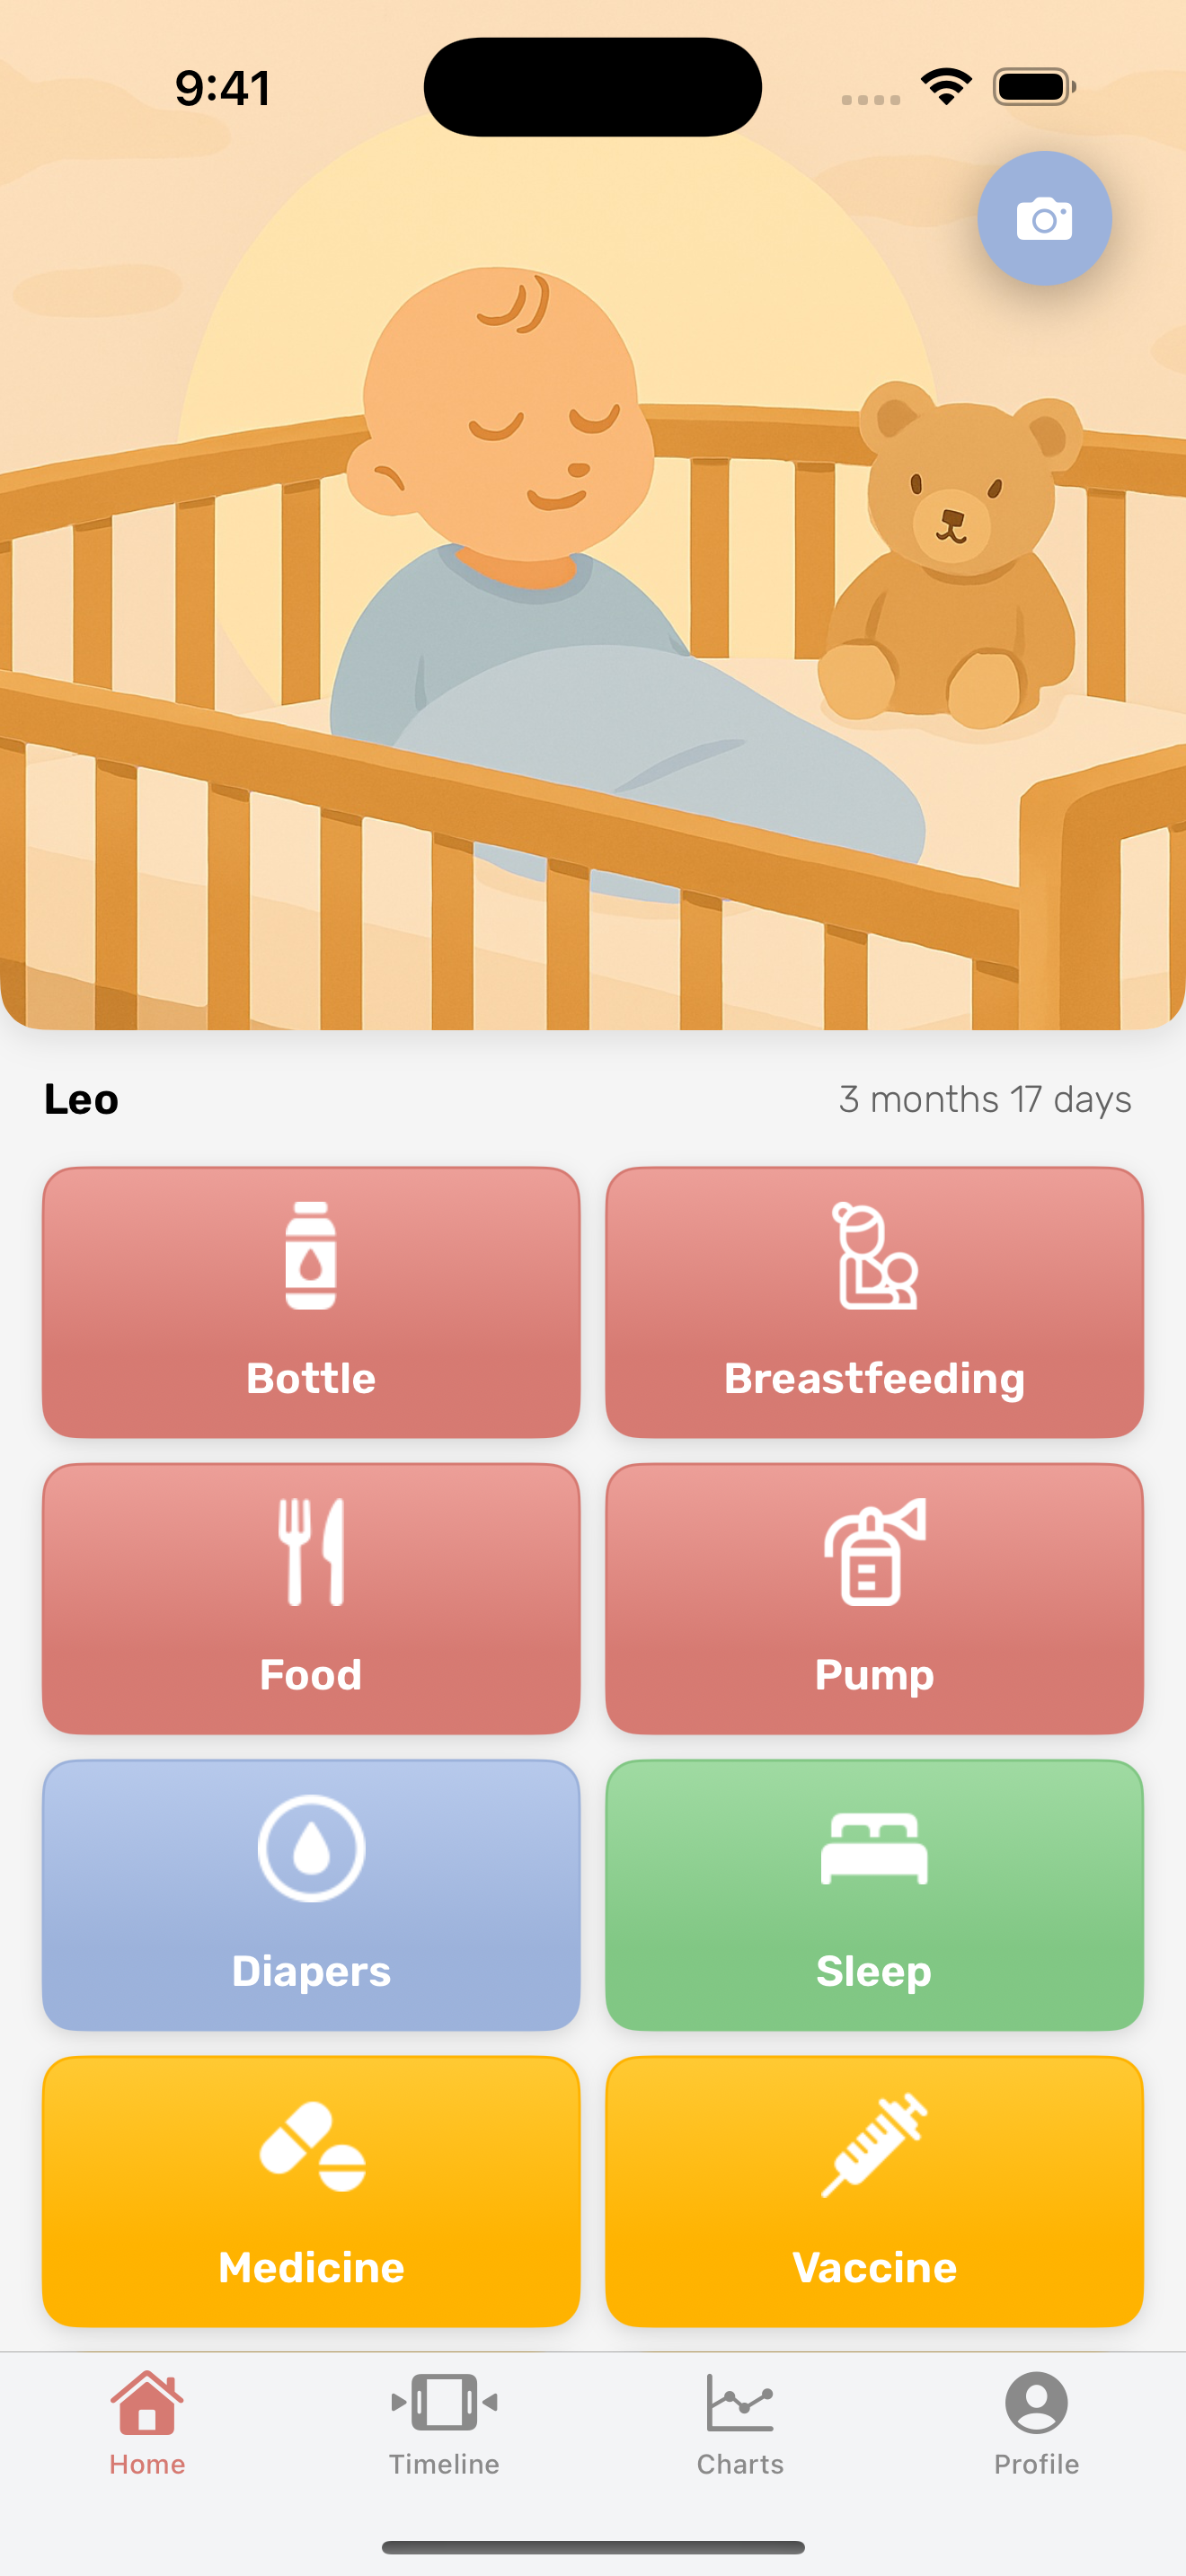 9:41
Leo
3 months 17 days
Bottle
Breastfeeding
Food
Pump
Diapers
Sleep
Medicine
Vaccine
Home
Timeline
Charts
Profile